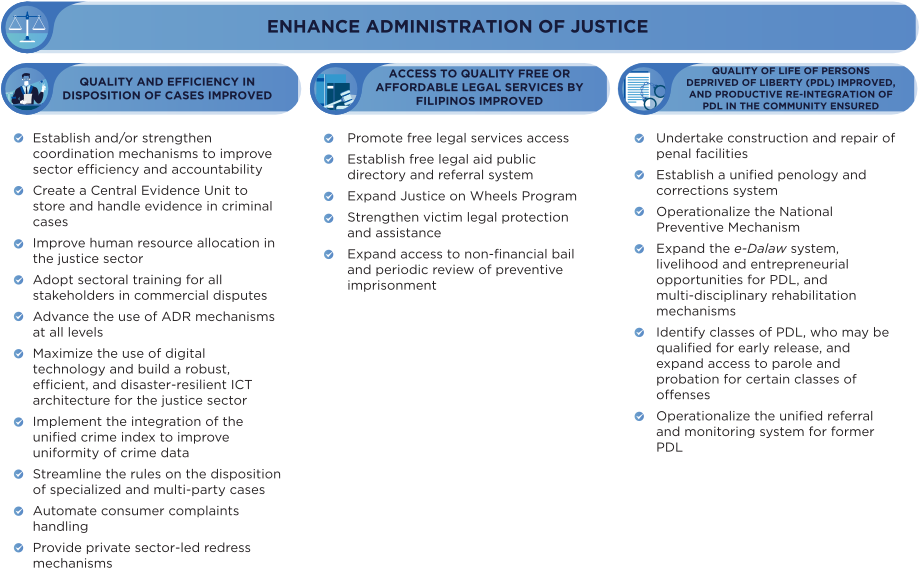 ENHANCE ADMINISTRATION OF JUSTICE
QUALITY AND EFFICIENCY IN
DISPOSITION OF CASES IMPROVED
Establish and/or strengthen
coordination mechanisms to improve
sector efficiency and accountability
Create a Central Evidence Unit to
store and handle evidence in criminal
cases
Improve human resource allocation in
the justice sector
Adopt sectoral training for all
stakeholders in commercial disputes
Advance the use of ADR mechanisms
at all levels
Maximize the use of digital
technology and build a robust,
efficient, and disaster-resilient ICT
architecture for the justice sector
Implement the integration of the
unified crime index to improve
uniformity of crime data
Streamline the rules on the disposition
of specialized and multi-party cases
Automate consumer complaints
handling
Provide private sector-led redress
mechanisms
ACCESS TO QUALITY FREE OR
AFFORDABLE LEGAL SERVICES BY
FILIPINOS IMPROVED
Promote free legal services access
Establish free legal aid public
directory and referral system
Expand Justice on Wheels Program
Strengthen victim legal protection
and assistance
Expand access to non-financial bail
and periodic review of preventive
imprisonment
QUALITY OF LIFE OF PERSONS
DEPRIVED OF LIBERTY (PDL) IMPROVED,
AND PRODUCTIVE RE-INTEGRATION OF
PDL IN THE COMMUNITY ENSURED
Undertake construction and repair of
penal facilities
Establish a unified penology and
corrections system
Operationalize the National
Preventive Mechanism
Expand the e-Dalaw system,
livelihood and entrepreneurial
opportunities for PDL, and
multi-disciplinary rehabilitation
mechanisms
Identify classes of PDL, who may be
qualified for early release, and
expand access to parole and
probation for certain classes of
offenses
Operationalize the unified referral
and monitoring system for former
PDL